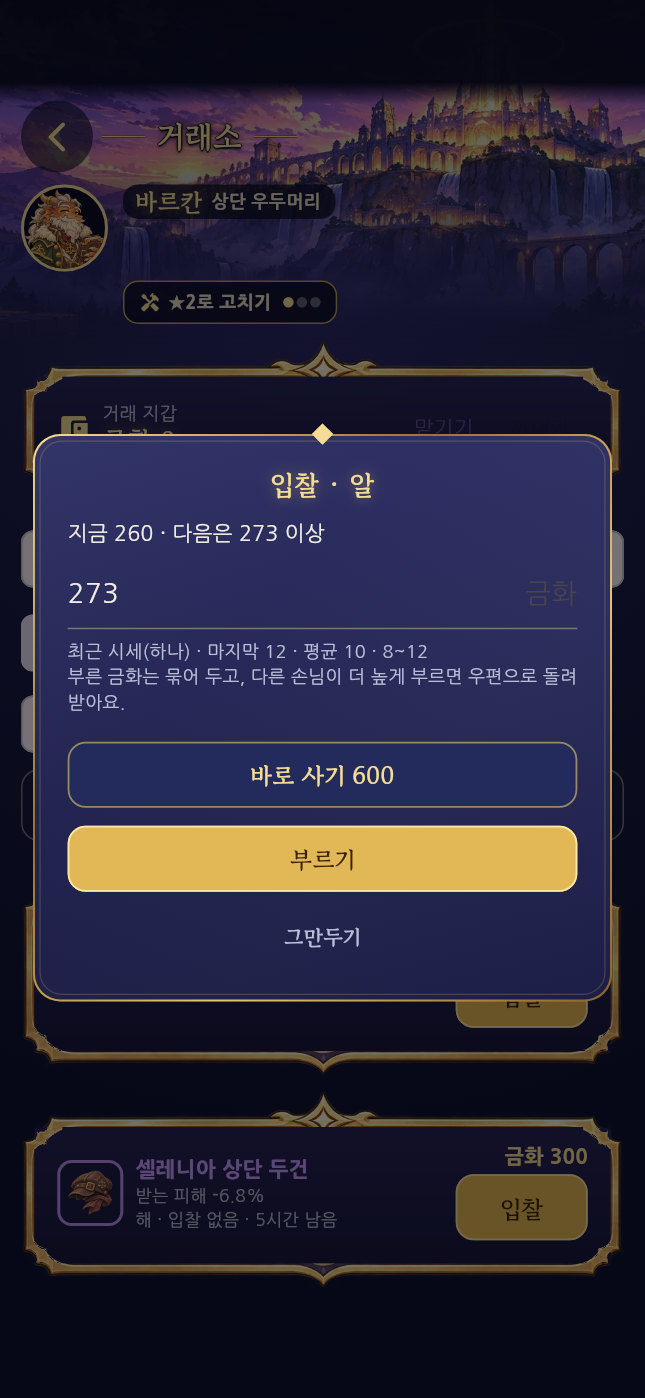 거래소
바르칸 상단 우두머리
★2로 고치기
거래 지갑
맡기기
입찰 · 알
지금 260 · 다음은 273 이상
273 금화
최근 시세(하나) · 마지막 12 · 평균 10 · 8~12
부른 금화는 묶어 두고, 다른 손님이 더 높게 부르면 우편으로 돌려
받아요.
바로 사기 600
부르기
그만두기
금화 300
셀레니아 상단 두건
받는 피해 -6.8%
해 · 입찰 없음 · 5시간 남음
입찰